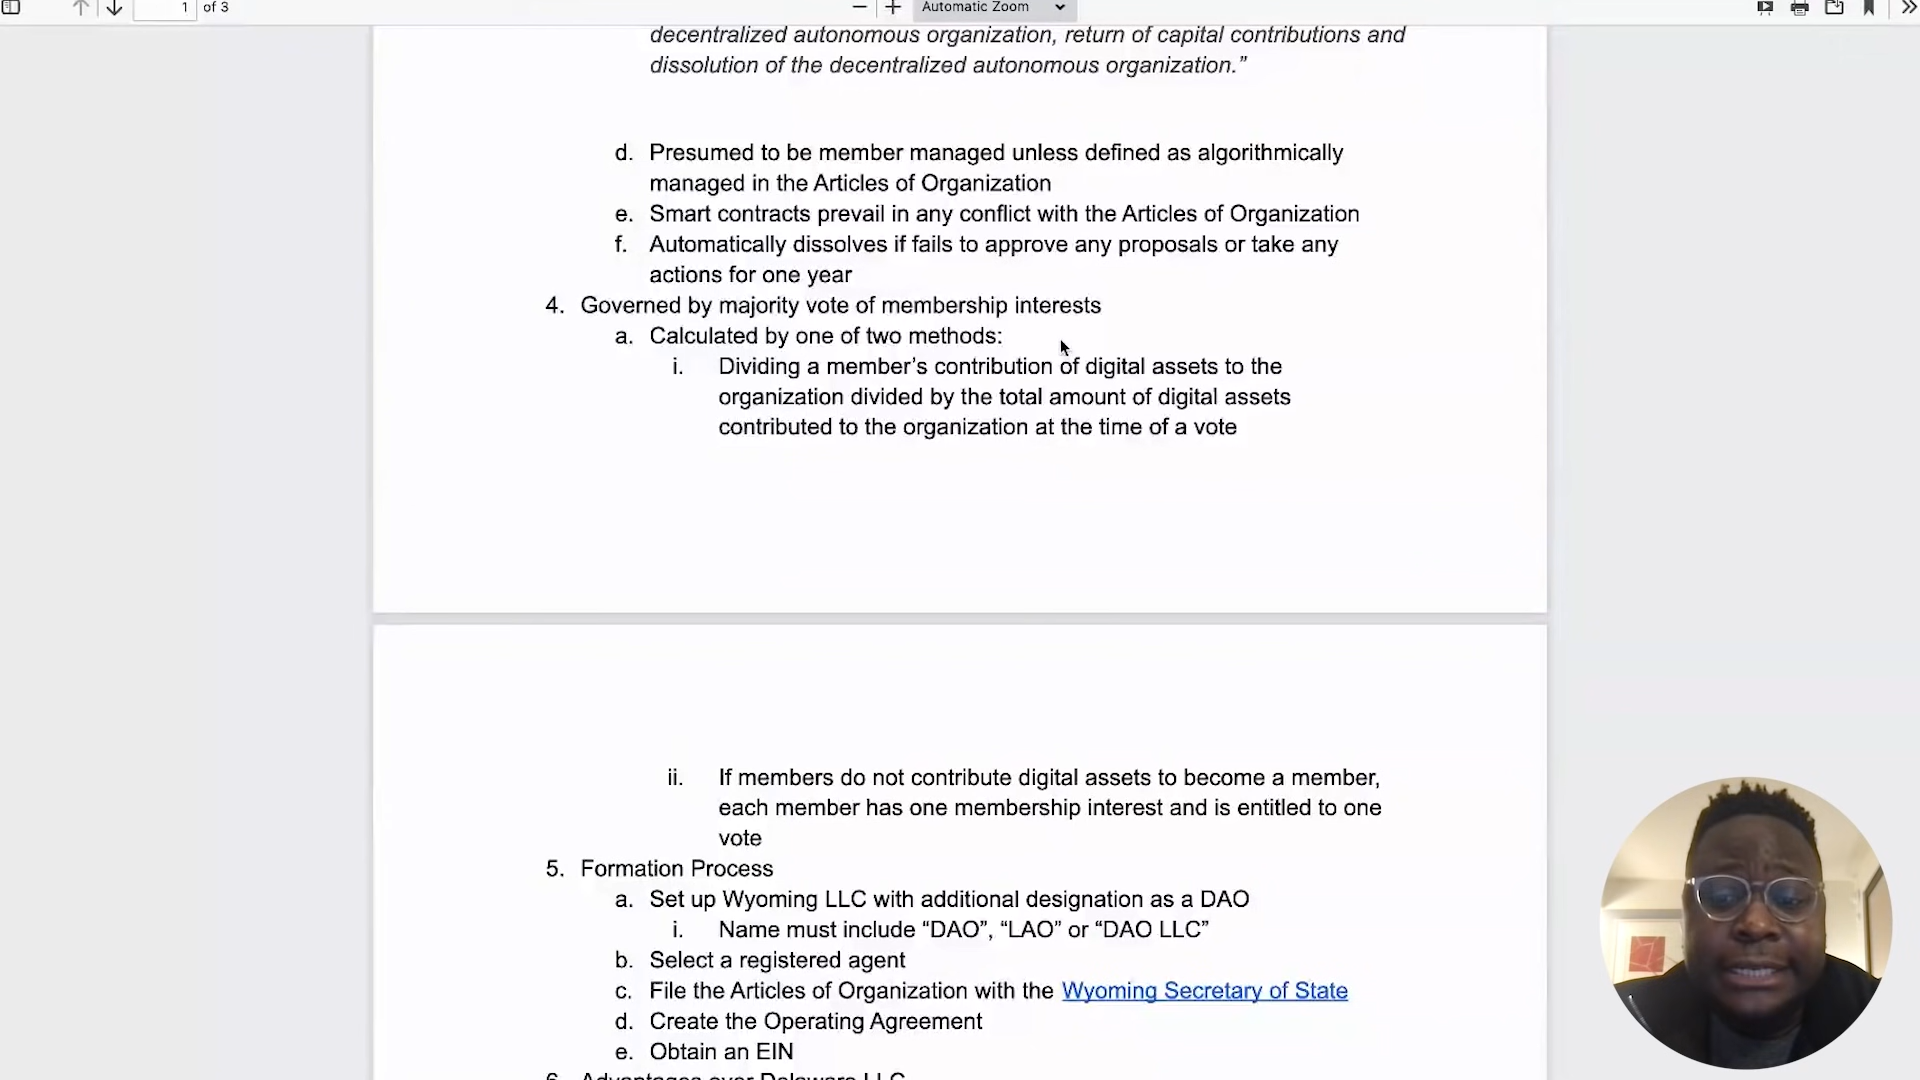 1 of 3
Automatic Zoom
decentralized autonomous organization, return of capital contributions and
dissolution of the decentralized autonomous organization.”
d. Presumed to be member managed unless defined as algorithmically
managed in the Articles of Organization
e. Smart contracts prevail in any conflict with the Articles of Organization
f. Automatically dissolves if fails to approve any proposals or take any
actions for one year
4. Governed by majority vote of membership interests
a. Calculated by one of two methods:
i. Dividing a member’s contribution of digital assets to the
organization divided by the total amount of digital assets
contributed to the organization at the time of a vote
ii. If members do not contribute digital assets to become a member,
each member has one membership interest and is entitled to one
vote
5. Formation Process
a. Set up Wyoming LLC with additional designation as a DAO
i. Name must include “DAO”, “LAO” or “DAO LLC”
b. Select a registered agent
c. File the Articles of Organization with the Wyoming Secretary of State
d. Create the Operating Agreement
e. Obtain an EIN
6. Advantages over Delaware LLC